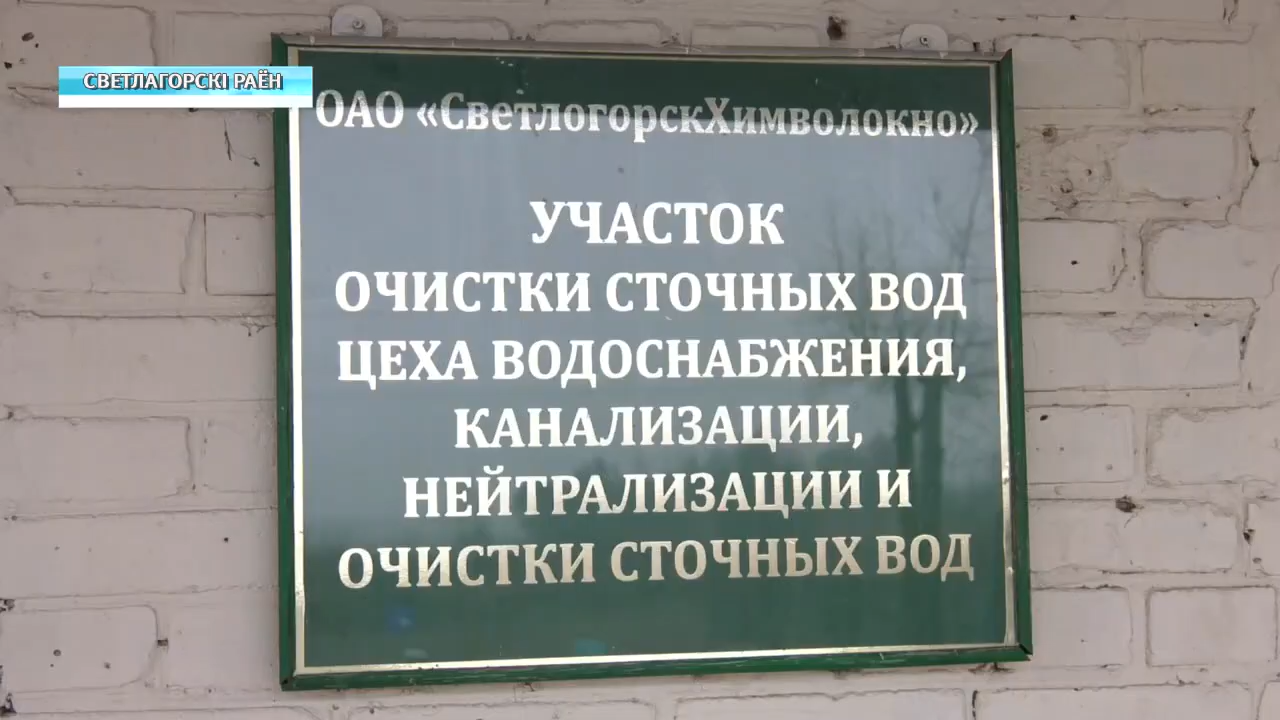 СВЕТЛАГОРСКІ РАЁН
ОАО «СветлогорскХимволокно»
УЧАСТОК
ОЧИСТКИ СТОЧНЫХ ВОД
ЦЕХА ВОДОСНАБЖЕНИЯ,
КАНАЛИЗАЦИИ,
НЕЙТРАЛИЗАЦИИ И
ОЧИСТКИ СТОЧНЫХ ВОД